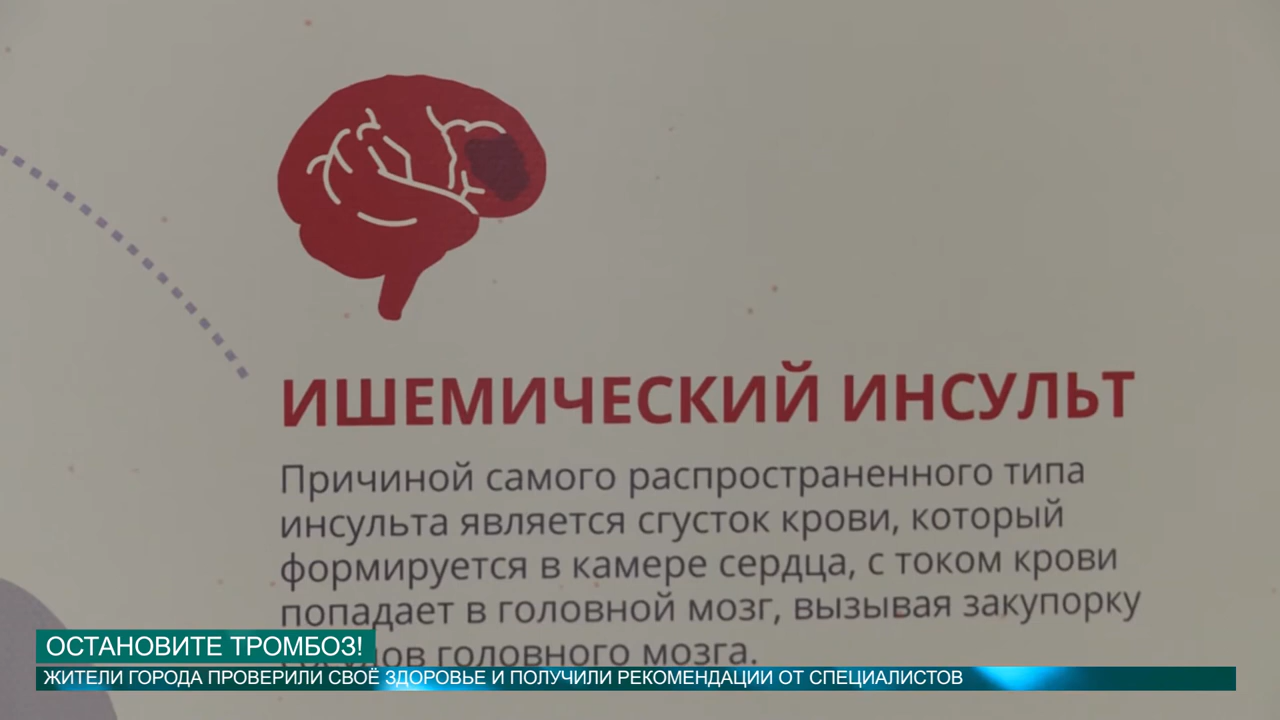 ИШЕМИЧЕСКИЙ ИНСУЛЬТ
Причиной самого распространенного типа
инсульта является сгусток крови, который
формируется в камере сердца, с током крови
попадает в головной мозг, вызывая закупорку
головного мозга.
ОСТАНОВИТЕ ТРОМБОЗ!
ЖИТЕЛИ ГОРОДА ПРОВЕРИЛИ СВОЁ ЗДОРОВЬЕ И ПОЛУЧИЛИ РЕКОМЕНДАЦИИ ОТ СПЕЦИАЛИСТОВ